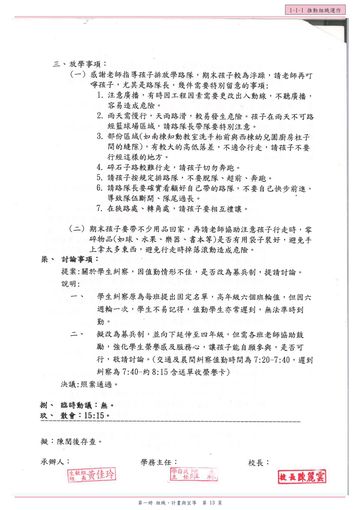 1-1-1 推動組織運作
三、放學事項：
（一）感謝老師指導孩子排放學路隊，期末孩子較為浮躁，請老師再叮
嚀孩子，尤其是路隊長，幾件需要特別留意的事項：
1. 注意廣播，有時因工程因素需要更改出入動線，不聽廣播，
容易造成危險。
2. 雨天需慢行，天雨路滑，較易發生危險。孩子在雨天不可路
經籃球場區域，請路隊長帶隊要特別注意。
3. 部份區域(如南棟知動教室洗手枱前與西棟幼兒園廚房柱子
間的縫隙)，有較大的高低落差，不適合行走，請孩子不要
行經這樣的地方。
4. 碎石子路較難行走，請孩子切勿奔跑。
5. 請孩子按規定排路隊，不要脫隊、超前、奔跑。
6. 請路隊長要確實看顧好自己帶的路隊，不要自己快步前進，
導致隊伍斷開、隊尾過長。
7. 在狹路處、轉角處，請孩子要相互禮讓。
（二）期末孩子要帶不少用品回家，再請老師協助注意孩子行走時，零
碎物品(如球、水果、樂器、書本等)是否有用袋子裝好，避免手
上拿太多東西，避免行走時掉落滾動造成危險。
柒、 討論事項：
提案:關於學生糾察，因值勤情形不佳，是否改為募兵制，提請討論。
說明:
一、 學生糾察原為每班提出固定名單，高年級六個班輪值，但因六
週輪一次，學生不易記得，值勤學生亦常遲到，無法準時到
勤。
二、 擬改為募兵制，並向下延伸至四年級，但需各班老師協助鼓
勵，強化學生榮譽感及服務心，讓孩子能自願參與，是否可
行，敬請討論。(交通及晨間糾察值勤時間為 7:20-7:40，遲到
糾察為 7:40-約 8:15 含送單收榮譽卡)
決議:照案通過。
捌、 臨時動議：無。
玖、 散會：15:15。
擬：陳閱後存查。
承辦人： 學務主任： 校長：
生教組長 黃佳玲
校長陳麗雲
第一時 組織、計畫與宣導 第 13 頁